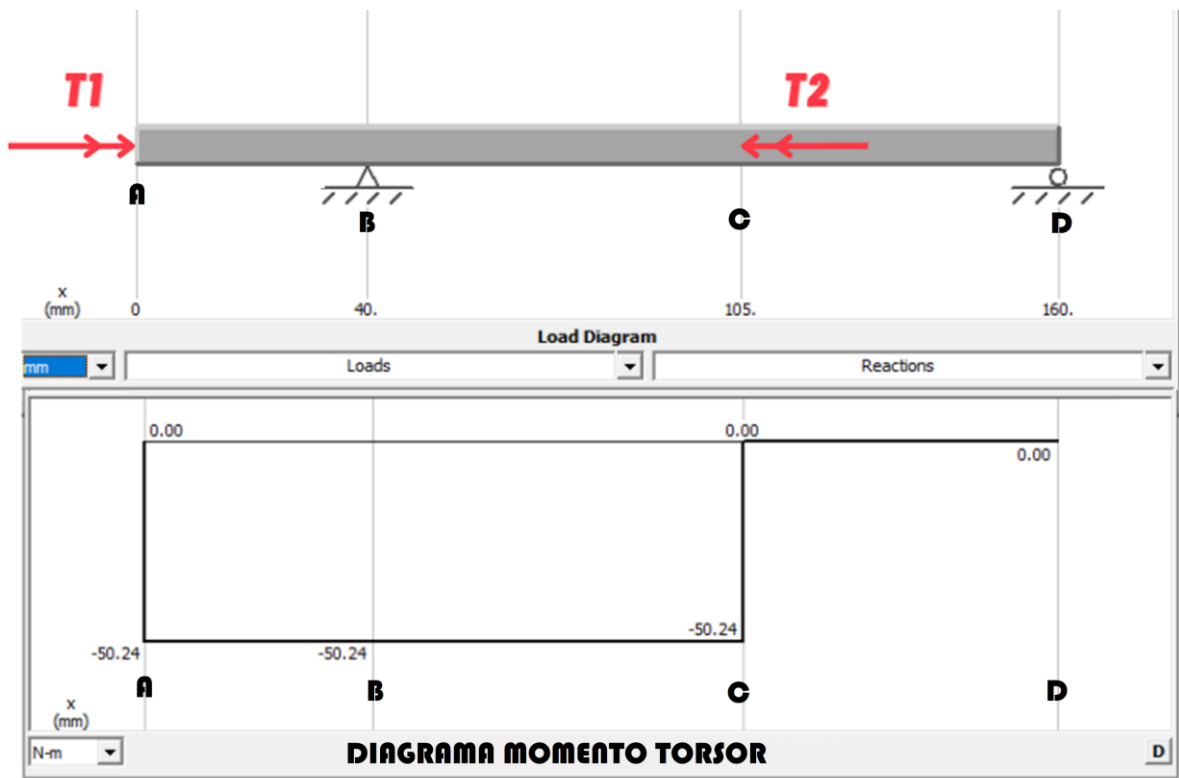 T1
T2
A
B
C
D
x
(mm)
0
40.
105.
160.
Load Diagram
mm
Loads
Reactions
0.00
0.00
0.00
-50.24
-50.24
-50.24
A
B
C
D
x
(mm)
N-m
DIAGRAMA MOMENTO TORSOR
D